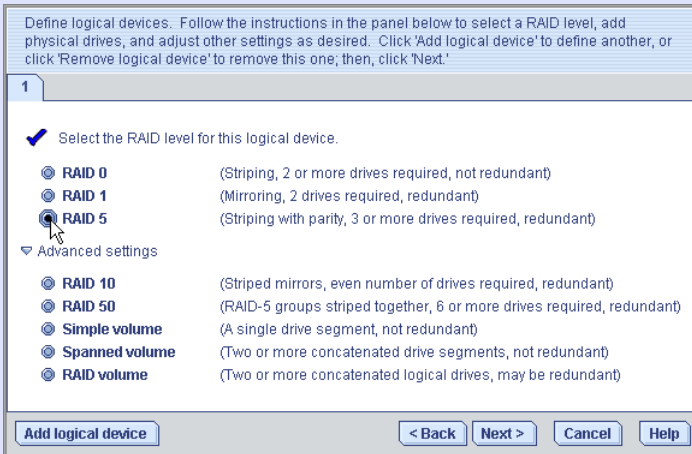 Define logical devices. Follow the instructions in the panel below to select a RAID level, add
physical drives, and adjust other settings as desired. Click 'Add logical device' to define another, or
click 'Remove logical device' to remove this one; then, click 'Next.'
1
Select the RAID level for this logical device.
RAID 0 (Striping, 2 or more drives required, not redundant)
RAID 1 (Mirroring, 2 drives required, redundant)
RAID 5 (Striping with parity, 3 or more drives required, redundant)
Advanced settings
RAID 10 (Striped mirrors, even number of drives required, redundant)
RAID 50 (RAID-5 groups striped together, 6 or more drives required, redundant)
Simple volume (A single drive segment, not redundant)
Spanned volume (Two or more concatenated drive segments, not redundant)
RAID volume (Two or more concatenated logical drives, may be redundant)
Add logical device < Back Next > Cancel Help